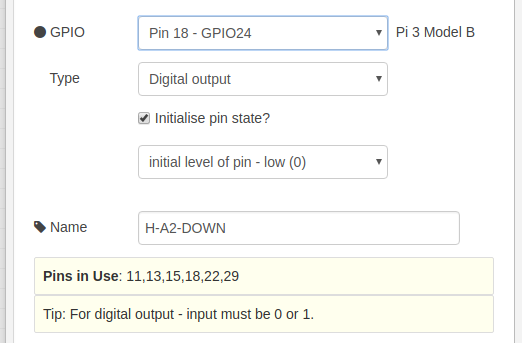 GPIO Pin 18 - GPIO24 Pi 3 Model B
Type Digital output
Initialise pin state?
initial level of pin - low (0)
Name H-A2-DOWN
Pins in Use: 11,13,15,18,22,29
Tip: For digital output - input must be 0 or 1.